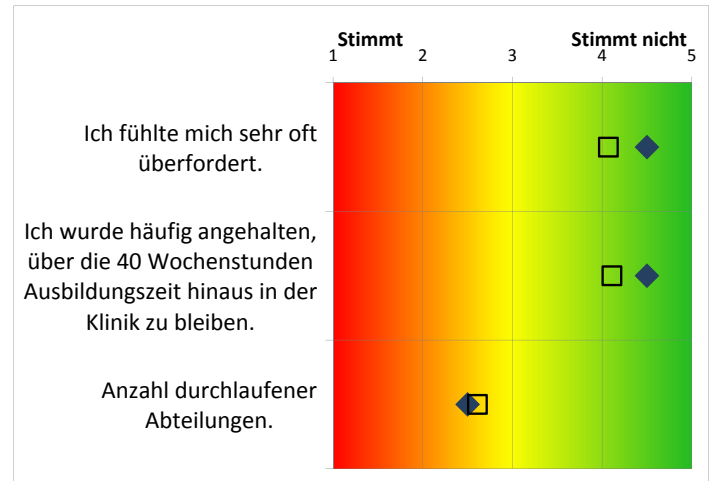 Stimmt Stimmt nicht
1 2 3 4 5
Ich fühlte mich sehr oft
überfordert.
Ich wurde häufig angehalten,
über die 40 Wochenstunden
Ausbildungszeit hinaus in der
Klinik zu bleiben.
Anzahl durchlaufener
Abteilungen.